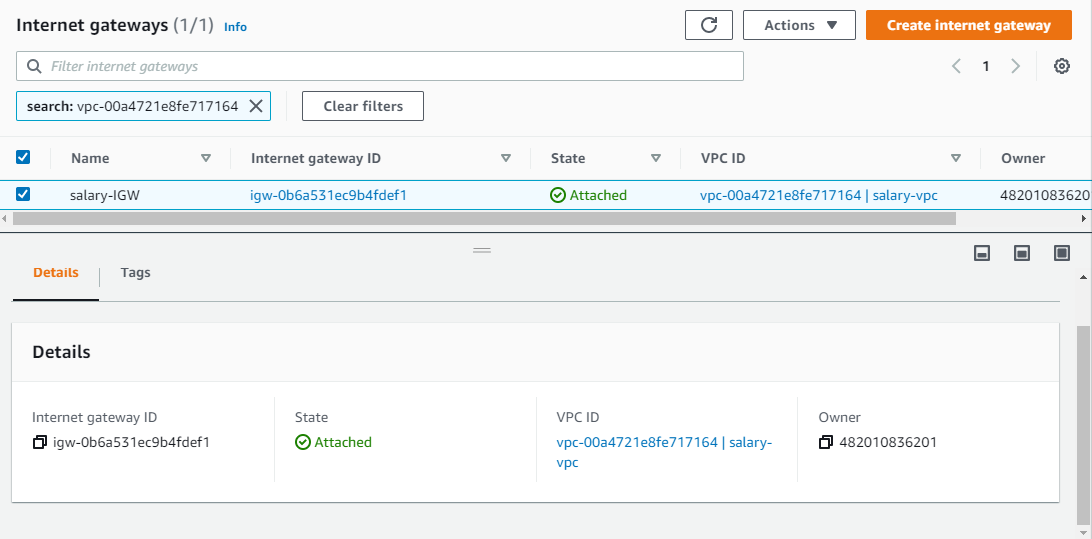 Internet gateways (1/1) Info
Actions
Create internet gateway
Filter internet gateways
1
search: vpc-00a4721e8fe717164
Clear filters
Name Internet gateway ID State VPC ID Owner
salary-IGW igw-0b6a531ec9b4fdef1 Attached vpc-00a4721e8fe717164 | salary-vpc 48201083620
Details Tags
Details
Internet gateway ID State VPC ID Owner
igw-0b6a531ec9b4fdef1 Attached vpc-00a4721e8fe717164 | salary- 482010836201
vpc